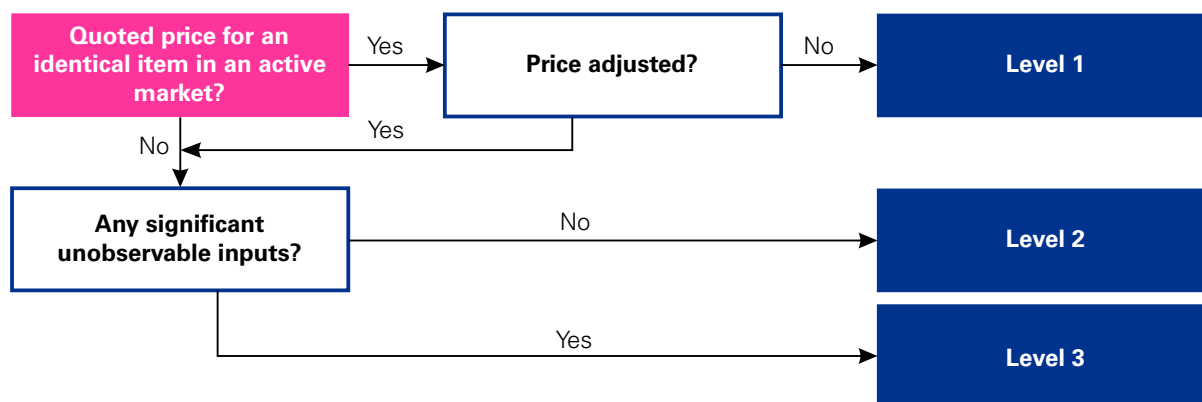 Quoted price for an
identical item in an active
market?
Yes
Price adjusted?
No
Level 1
Yes
No
Any significant
unobservable inputs?
No
Level 2
Yes
Level 3